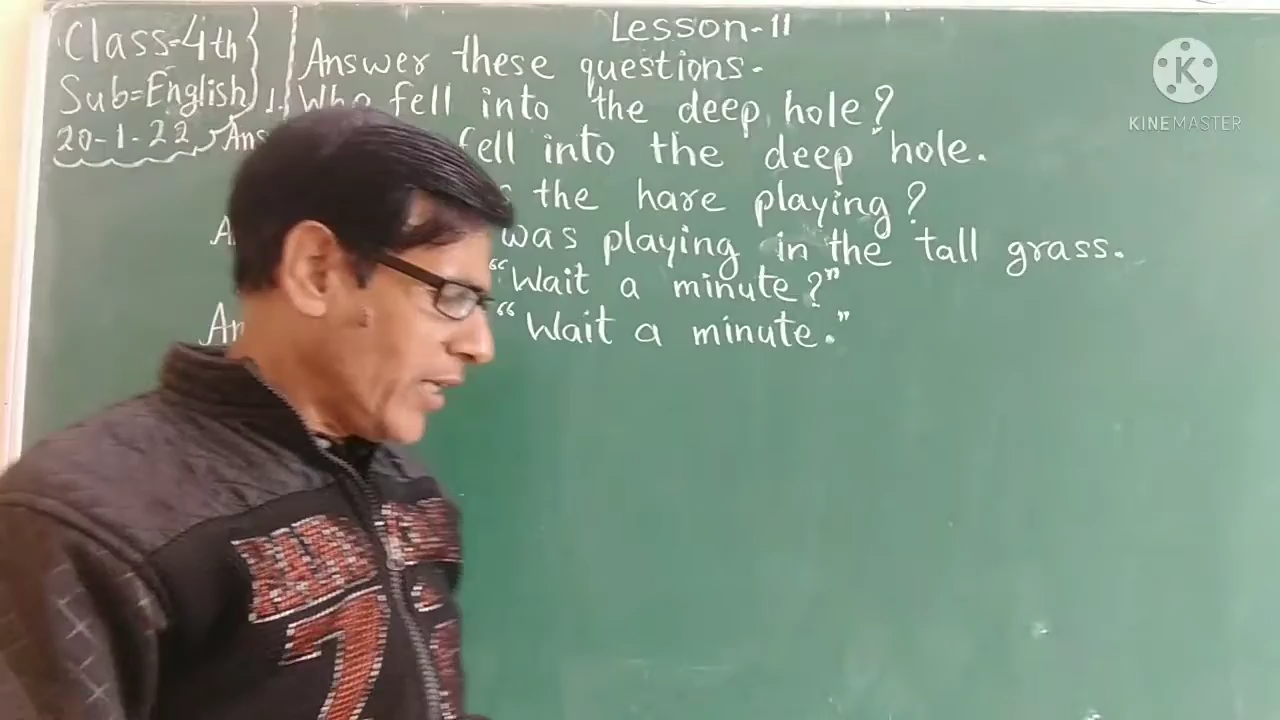 Lesson-11
Class-4th
Sub=English
20-1-22
Answer these questions.
1. Who fell into the deep hole?
Ans fell into the deep hole.
the hare playing?
was playing in the tall grass.
"Wait a minute?"
"Wait a minute."
K
KINEMASTER